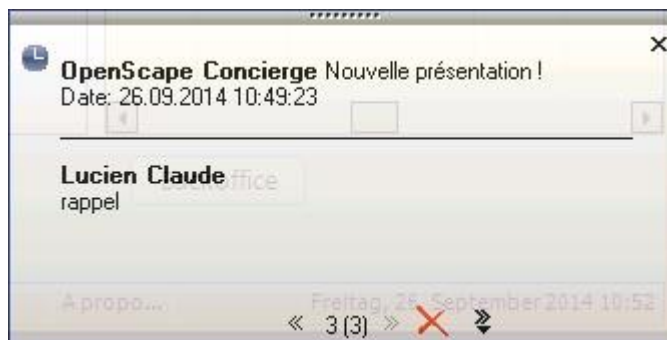 OpenScape Concierge Nouvelle présentation !
Date: 26.09.2014 10:49:23
Lucien Claude
Backoffice
rappel
A propo... Freitag, 26. September 2014 10:52
« 3 (3) »